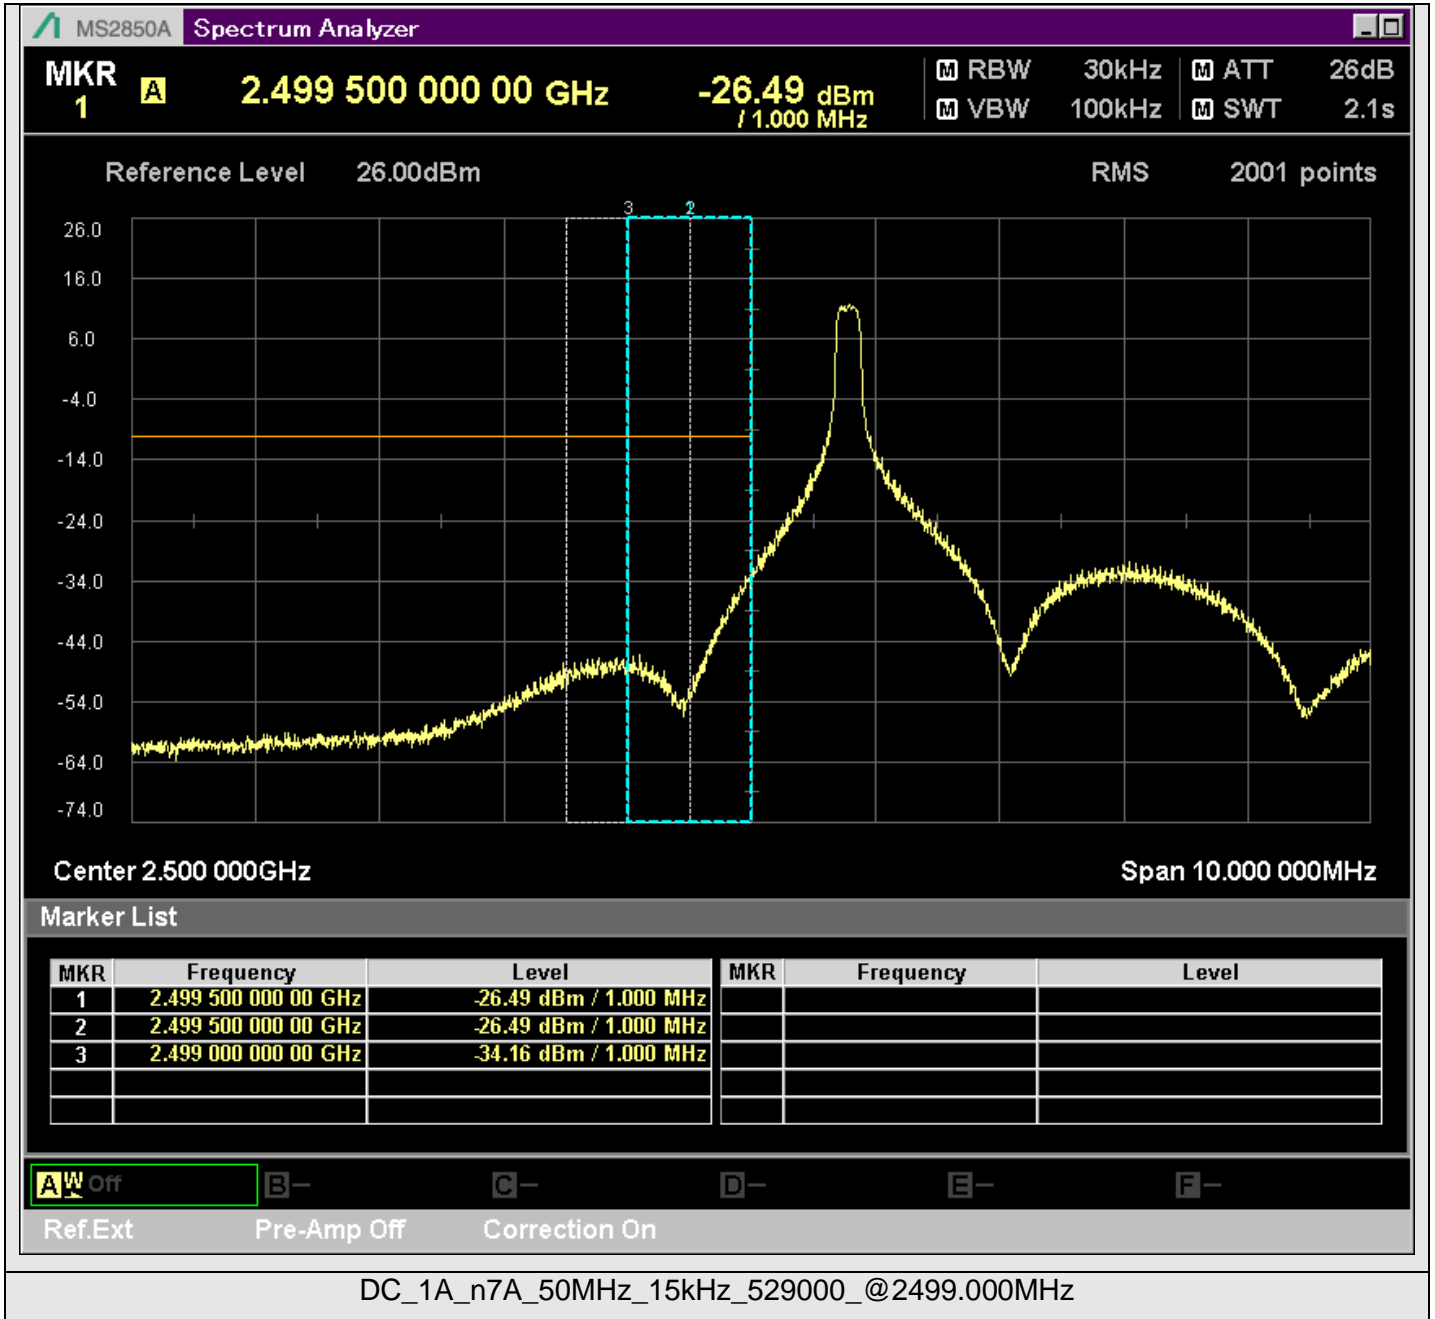 MS2850A Spectrum Analyzer
MKR 1 A 2.499 500 000 00 GHz -26.49 dBm / 1.000 MHz
M RBW 30kHz M ATT 26dB
M VBW 100kHz M SWT 2.1s
Reference Level 26.00dBm RMS 2001 points
3 2
26.0
16.0
6.0
-4.0
-14.0
-24.0
-34.0
-44.0
-54.0
-64.0
-74.0
Center 2.500 000GHz Span 10.000 000MHz
Marker List
MKR Frequency Level MKR Frequency Level
1 2.499 500 000 00 GHz -26.49 dBm / 1.000 MHz
2 2.499 500 000 00 GHz -26.49 dBm / 1.000 MHz
3 2.499 000 000 00 GHz -34.16 dBm / 1.000 MHz
A W Off B – C – D – E – F –
Ref.Ext Pre-Amp Off Correction On
DC_1A_n7A_50MHz_15kHz_529000_@2499.000MHz